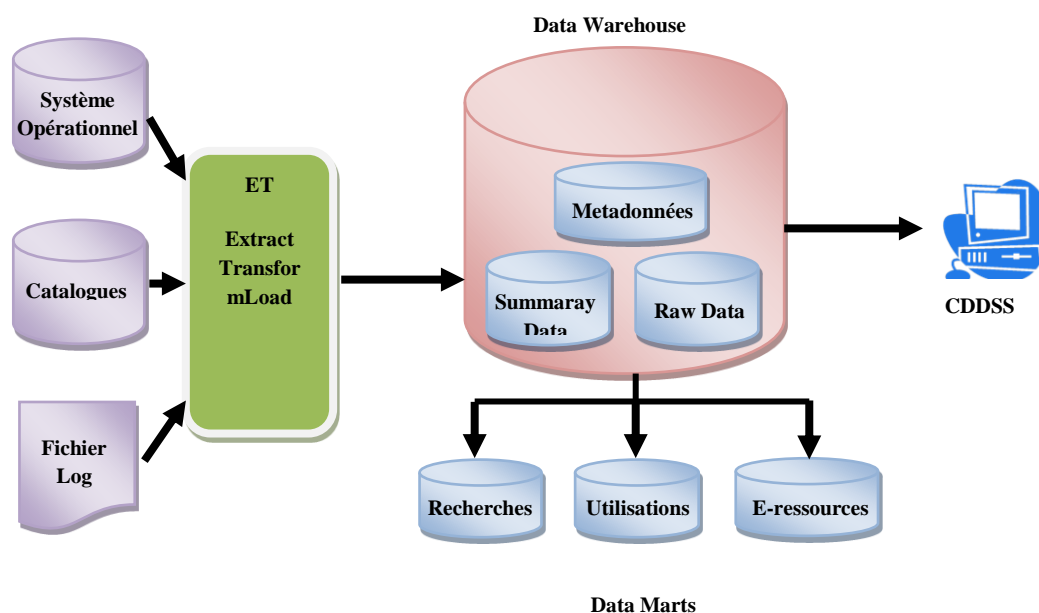 Data Warehouse
Système
Opérationnel
ET
Extract
Transfor
mLoad
Metadonnées
Catalogues
Summaray
Data
Raw Data
CDDSS
Fichier
Log
Recherches
Utilisations
E-ressources
Data Marts